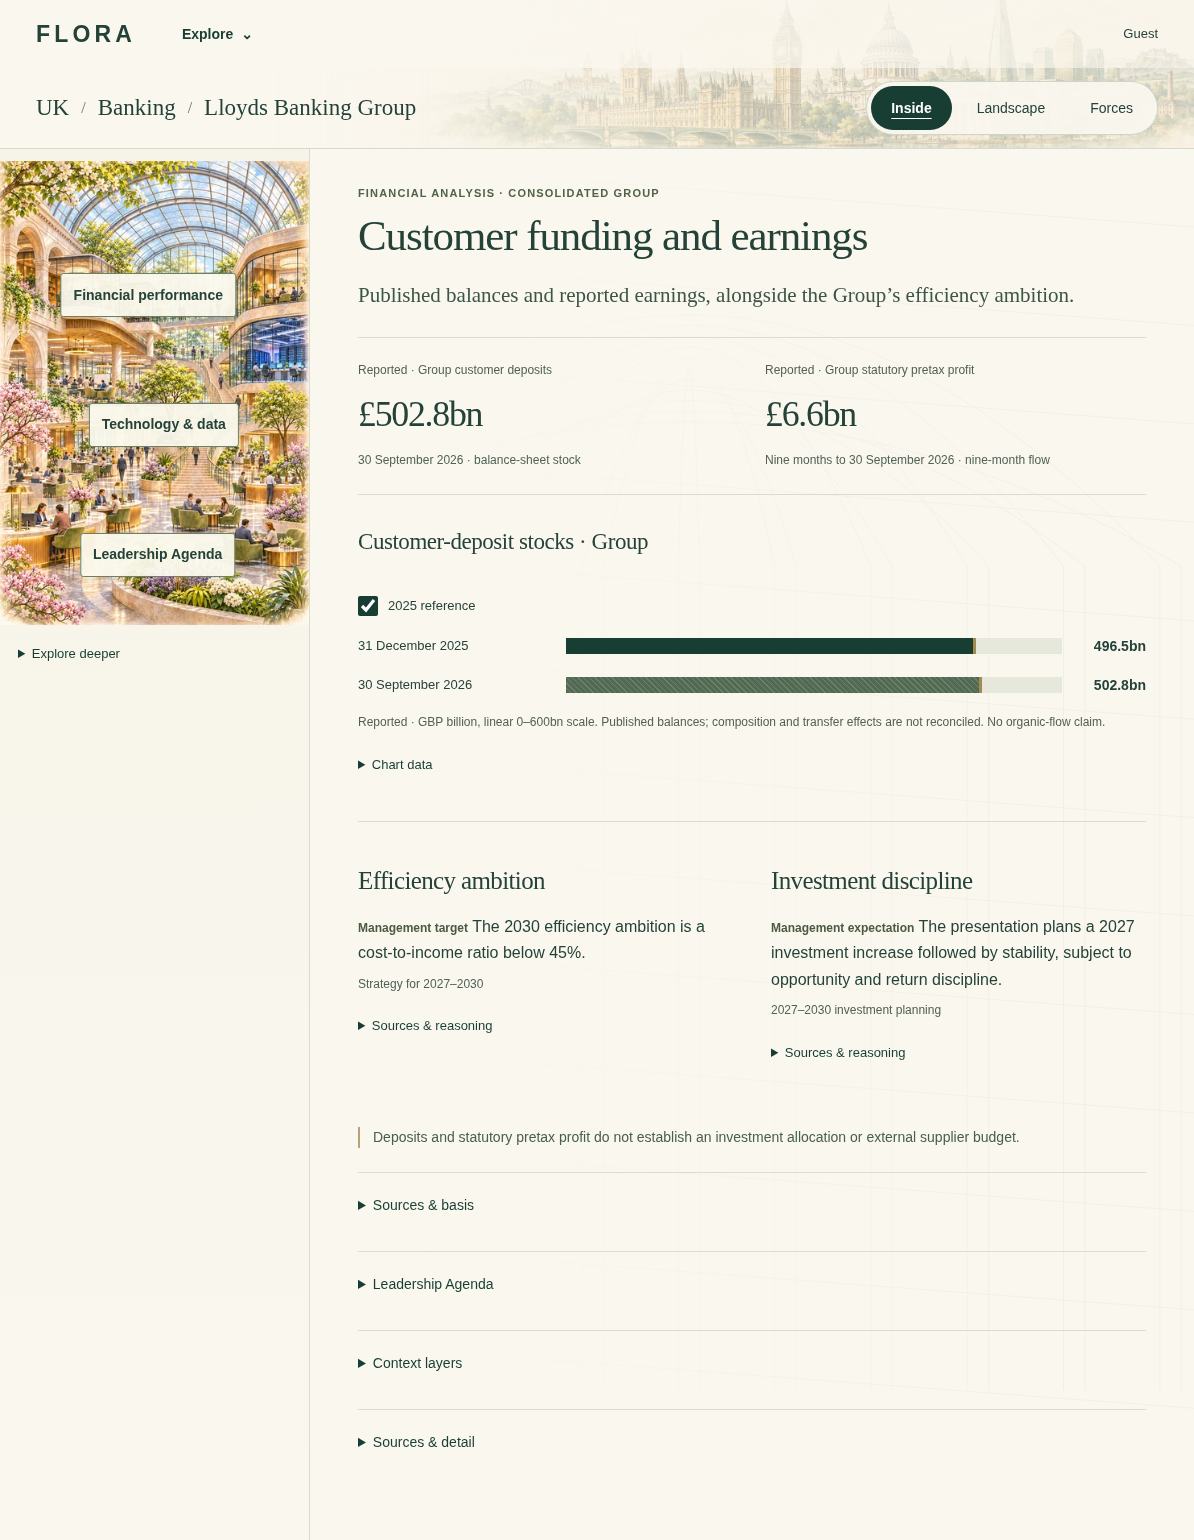 FLORA
Explore
Guest
UK / Banking / Lloyds Banking Group
Inside
Landscape
Forces
Financial performance
Technology & data
Leadership Agenda
Explore deeper
FINANCIAL ANALYSIS · CONSOLIDATED GROUP
Customer funding and earnings
Published balances and reported earnings, alongside the Group’s efficiency ambition.
Reported · Group customer deposits
£502.8bn
30 September 2026 · balance-sheet stock
Reported · Group statutory pretax profit
£6.6bn
Nine months to 30 September 2026 · nine-month flow
Customer-deposit stocks · Group
2025 reference
31 December 2025 496.5bn
30 September 2026 502.8bn
Reported · GBP billion, linear 0–600bn scale. Published balances; composition and transfer effects are not reconciled. No organic-flow claim.
Chart data
Efficiency ambition
Management target The 2030 efficiency ambition is a
cost-to-income ratio below 45%.
Strategy for 2027–2030
Sources & reasoning
Investment discipline
Management expectation The presentation plans a 2027
investment increase followed by stability, subject to
opportunity and return discipline.
2027–2030 investment planning
Sources & reasoning
Deposits and statutory pretax profit do not establish an investment allocation or external supplier budget.
Sources & basis
Leadership Agenda
Context layers
Sources & detail